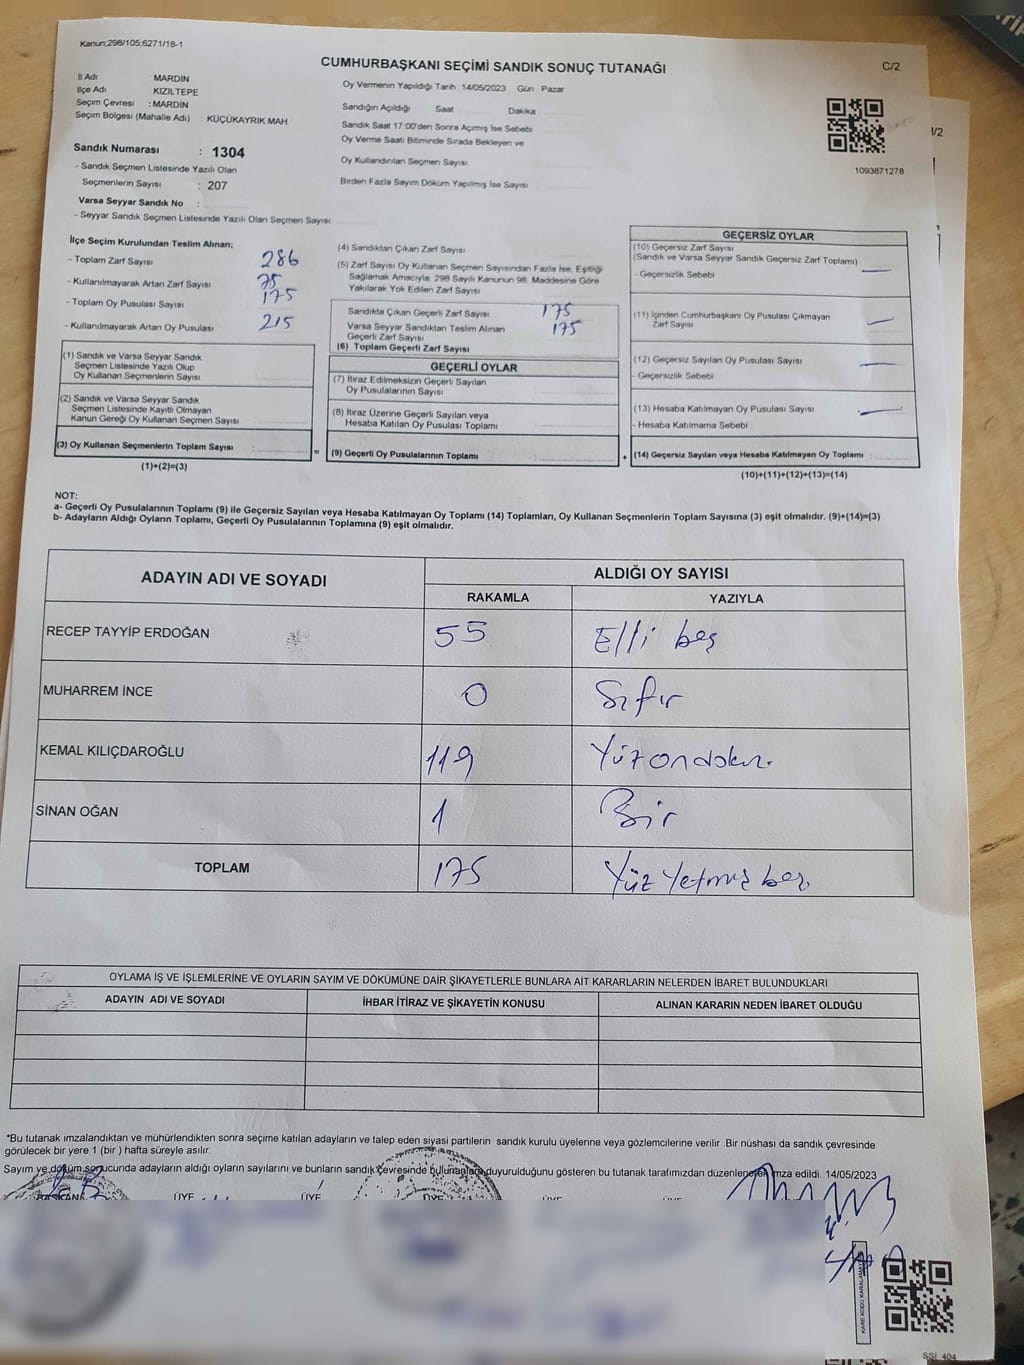 Kanun;298/105;6271/18-1
CUMHURBAŞKANI SEÇİMİ SANDIK SONUÇ TUTANAĞI
C/2
İl Adı : MARDİN
İlçe Adı : KIZILTEPE
Seçim Çevresi : MARDİN
Seçim Bölgesi (Mahalle Adı) : KÜÇÜKAYRIK MAH
Sandık Numarası : 1304
- Sandık Seçmen Listesinde Yazılı Olan
Seçmenlerin Sayısı : 207
Varsa Seyyar Sandık No :
- Seyyar Sandık Seçmen Listesinde Yazılı Olan Seçmen Sayısı
Oy Vermenin Yapıldığı Tarih 14/05/2023 Gün Pazar
Sandığın Açıldığı Saat Dakika
Sandık Saat 17:00'den Sonra Açımış İse Sebebi
Oy Verme Saati Bitiminde Sırada Bekleyen ve
Oy Kullandırılan Seçmen Sayısı
Birden Fazla Sayım Döküm Yapılmış İse Sayısı
1093871278
1/2
İlçe Seçim Kurulundan Teslim Alınan;
- Toplam Zarf Sayısı 286
- Kullanılmayarak Artan Zarf Sayısı 75
- Toplam Oy Pusulası Sayısı 175
- Kullanılmayarak Artan Oy Pusulası 215
(4) Sandıktan Çıkan Zarf Sayısı
(5) Zarf Sayısı Oy Kullanan Seçmen Sayısından Fazla İse, Eşitliği
Sağlamak Amacıyla, 298 Sayılı Kanunun 98. Maddesine Göre
Yakılarak Yok Edilen Zarf Sayısı
Sandıkta Çıkan Geçerli Zarf Sayısı 175
Varsa Seyyar Sandıktan Teslim Alınan 175
Geçerli Zarf Sayısı
(6) Toplam Geçerli Zarf Sayısı
GEÇERSİZ OYLAR
(10) Geçersiz Zarf Sayısı
(Sandık ve Varsa Seyyar Sandık Geçersiz Zarf Toplamı)
- Geçersizlik Sebebi
(11) İçinden Cumhurbaşkanı Oy Pusulası Çıkmayan
Zarf Sayısı
(12) Geçersiz Sayılan Oy Pusulası Sayısı
- Geçersizlik Sebebi
(13) Hesaba Katılmayan Oy Pusulası Sayısı
- Hesaba Katılmama Sebebi
(14) Geçersiz Sayılan veya Hesaba Katılmayan Oy Toplamı
(10)+(11)+(12)+(13)=(14)
(1) Sandık ve Varsa Seyyar Sandık
Seçmen Listesinde Yazılı Olup
Oy Kullanan Seçmenlerin Sayısı
(2) Sandık ve Varsa Seyyar Sandık
Seçmen Listesinde Kayıtlı Olmayan
Kanun Gereği Oy Kullanan Seçmen Sayısı
(3) Oy Kullanan Seçmenlerin Toplam Sayısı =
(1)+(2)=(3)
GEÇERLİ OYLAR
(7) İtiraz Edilmeksizin Geçerli Sayılan
Oy Pusulalarının Sayısı
(8) İtiraz Üzerine Geçerli Sayılan veya
Hesaba Katılan Oy Pusulası Toplamı
(9) Geçerli Oy Pusulalarının Toplamı +
NOT:
a- Geçerli Oy Pusulalarının Toplamı (9) ile Geçersiz Sayılan veya Hesaba Katılmayan Oy Toplamı (14) Toplamları, Oy Kullanan Seçmenlerin Toplam Sayısına (3) eşit olmalıdır. (9)+(14)=(3)
b- Adayların Aldığı Oyların Toplamı, Geçerli Oy Pusulalarının Toplamına (9) eşit olmalıdır.
ADAYIN ADI VE SOYADI ALDIĞI OY SAYISI
RAKAMLA YAZIYLA
RECEP TAYYİP ERDOĞAN 55 Elli beş
MUHARREM İNCE 0 Sıfır
KEMAL KILIÇDAROĞLU 119 Yüzondokuz.
SİNAN OĞAN 1 Bir
TOPLAM 175 Yüz Yetmiş beş.
OYLAMA İŞ VE İŞLEMLERİNE VE OYLARIN SAYIM VE DÖKÜMÜNE DAİR ŞİKAYETLERLE BUNLARA AİT KARARLARIN NELERDEN İBARET BULUNDUKLARI
ADAYIN ADI VE SOYADI İHBAR İTİRAZ VE ŞİKAYETİN KONUSU ALINAN KARARIN NEDEN İBARET OLDUĞU
*Bu tutanak imzalandıktan ve mühürlendikten sonra seçime katılan adayların ve talep eden siyasi partilerin sandık kurulu üyelerine veya gözlemcilerine verilir. Bir nüshası da sandık çevresinde
görülecek bir yere 1 (bir ) hafta süreyle asılır.
Sayım ve döküm sonucunda adayların aldığı oyların sayılarını ve bunların sandık çevresinde bulunanlara duyurulduğunu gösteren bu tutanak tarafımızdan düzenlenerek imza edildi. 14/05/2023
BAŞKAN ÜYE ÜYE ÜYE ÜYE ÜYE
SSI 404